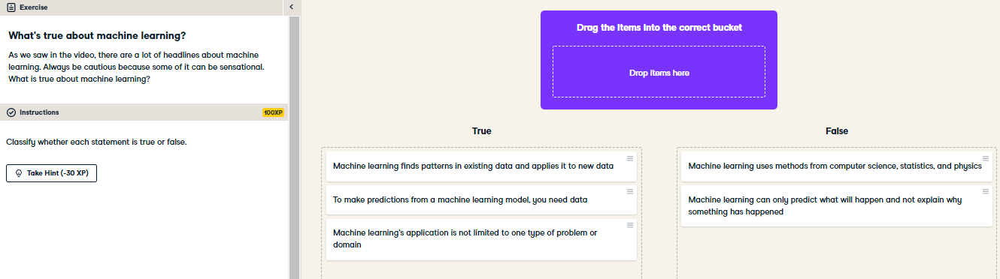 Exercise
What's true about machine learning?
As we saw in the video, there are a lot of headlines about machine
learning. Always be cautious because some of it can be sensational.
What is true about machine learning?
Instructions
100XP
Classify whether each statement is true or false.
Take Hint (-30 XP)
Drag the items into the correct bucket
Drop items here
True
Machine learning finds patterns in existing data and applies it to new data
To make predictions from a machine learning model, you need data
Machine learning's application is not limited to one type of problem or
domain
False
Machine learning uses methods from computer science, statistics, and physics
Machine learning can only predict what will happen and not explain why
something has happened